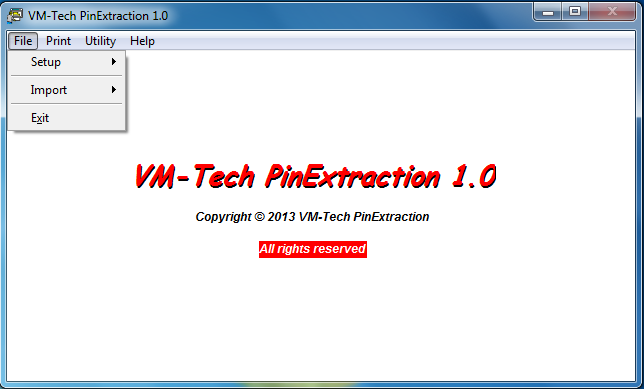 VM-Tech PinExtraction 1.0
File Print Utility Help
Setup
Import
Exit
VM-Tech PinExtraction 1.0
Copyright © 2013 VM-Tech PinExtraction
All rights reserved